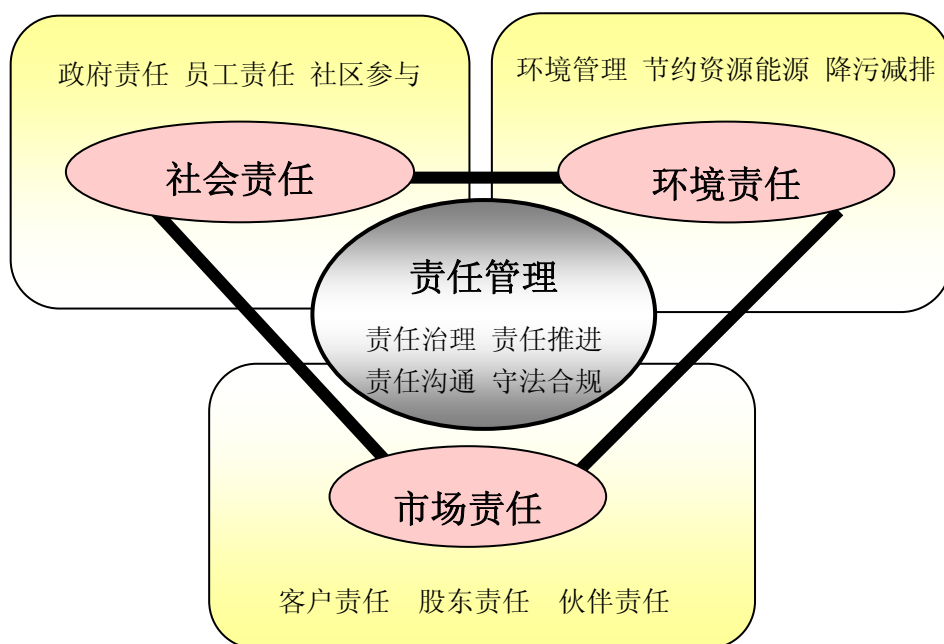 政府责任 员工责任 社区参与
社会责任
环境管理 节约资源能源 降污减排
环境责任
责任管理
责任治理 责任推进
责任沟通 守法合规
市场责任
客户责任 股东责任 伙伴责任